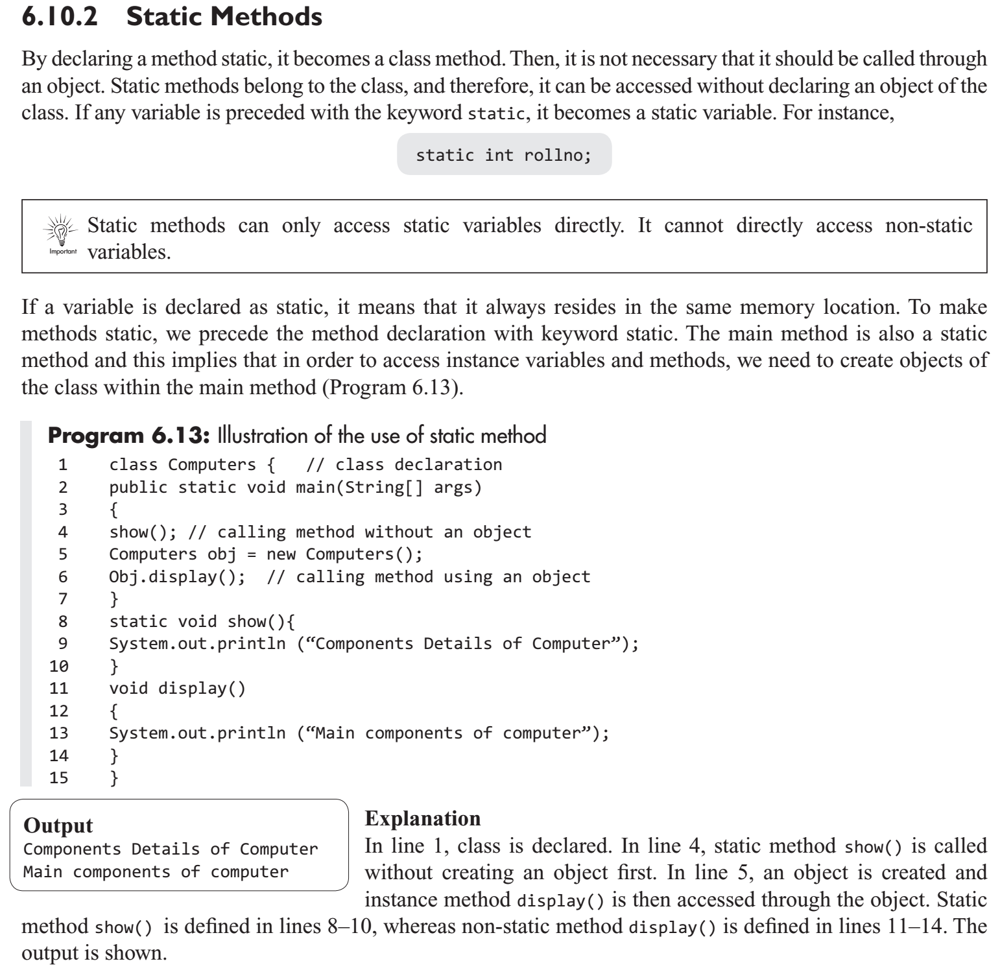 6.10.2 Static Methods
By declaring a method static, it becomes a class method. Then, it is not necessary that it should be called through
an object. Static methods belong to the class, and therefore, it can be accessed without declaring an object of the
class. If any variable is preceded with the keyword static, it becomes a static variable. For instance,
static int rollno;
Static methods can only access static variables directly. It cannot directly access non-static
Important variables.
If a variable is declared as static, it means that it always resides in the same memory location. To make
methods static, we precede the method declaration with keyword static. The main method is also a static
method and this implies that in order to access instance variables and methods, we need to create objects of
the class within the main method (Program 6.13).
Program 6.13: Illustration of the use of static method
1 class Computers { // class declaration
2 public static void main(String[] args)
3 {
4 show(); // calling method without an object
5 Computers obj = new Computers();
6 Obj.display(); // calling method using an object
7 }
8 static void show(){
9 System.out.println (“Components Details of Computer”);
10 }
11 void display()
12 {
13 System.out.println (“Main components of computer”);
14 }
15 }
Output
Components Details of Computer
Main components of computer
Explanation
In line 1, class is declared. In line 4, static method show() is called
without creating an object first. In line 5, an object is created and
instance method display() is then accessed through the object. Static
method show() is defined in lines 8–10, whereas non-static method display() is defined in lines 11–14. The
output is shown.